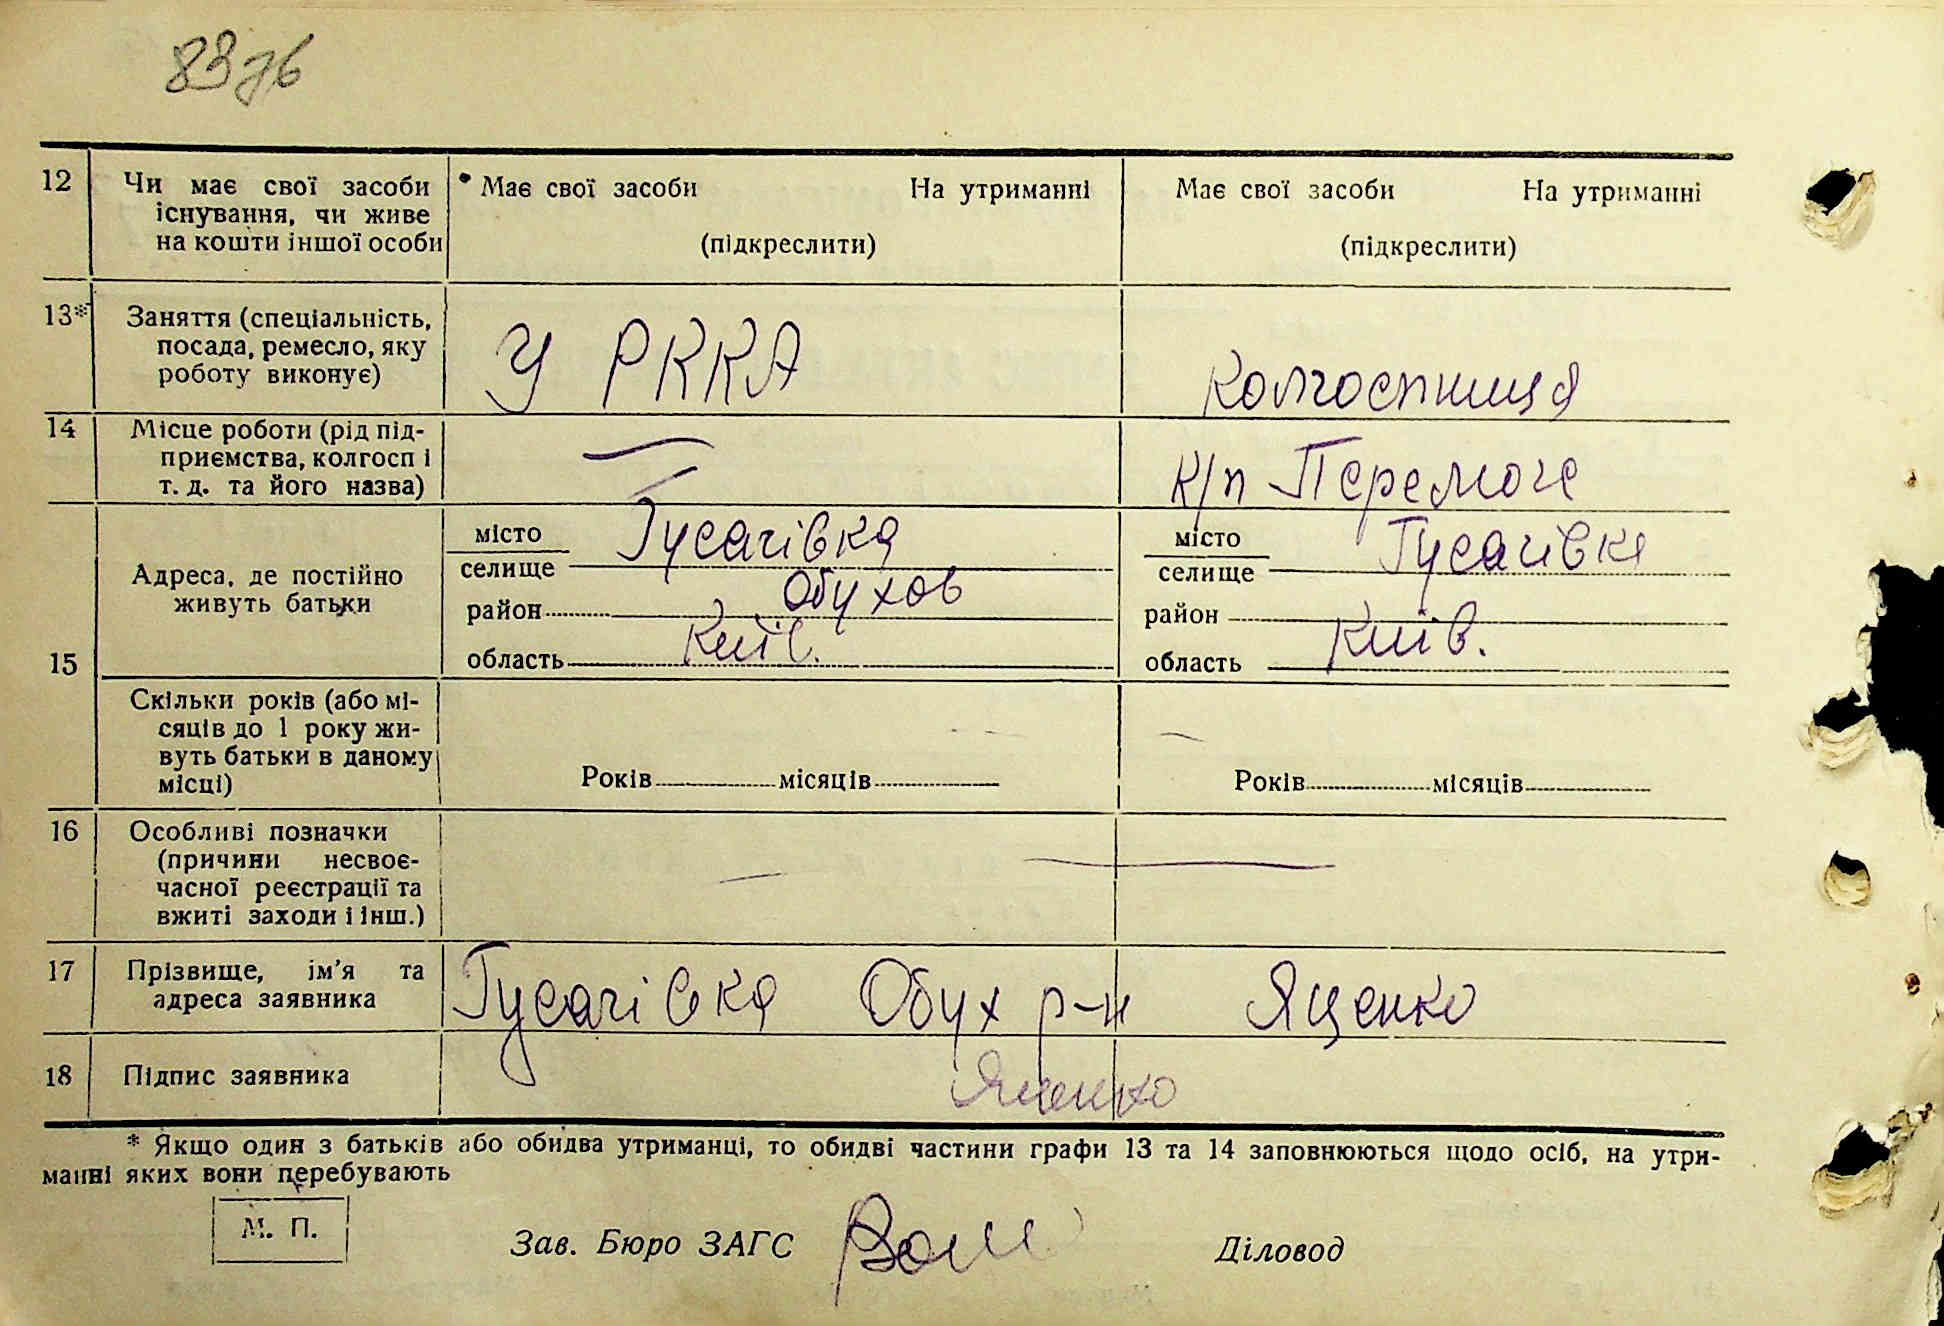 83зв
12 Чи має свої засоби існування, чи живе на кошти іншої особи
Має свої засоби На утриманні
(підкреслити)
Має свої засоби На утриманні
(підкреслити)
13* Заняття (спеціальність, посада, ремесло, яку роботу виконує)
У РККА
Колгоспниця
14 Місце роботи (рід підприємства, колгосп і т. д. та його назва)
—
к/п Перемога
15 Адреса, де постійно живуть батьки
місто
селище Гусачівка
район Обухов
область Київ.
місто
селище Гусачівка
район
область Київ.
Скільки років (або місяців до 1 року живуть батьки в даному місці)
Років місяців
Років місяців
16 Особливі позначки (причини несвоєчасної реєстрації та вжиті заходи і інш.)
—
17 Прізвище, ім'я та адреса заявника
Гусачівка Обух р-н Яценко
18 Підпис заявника
Яценко
* Якщо один з батьків або обидва утриманці, то обидві частини графи 13 та 14 заповнюються щодо осіб, на утри-
манні яких вони перебувають
М. П.
Зав. Бюро ЗАГС
Діловод